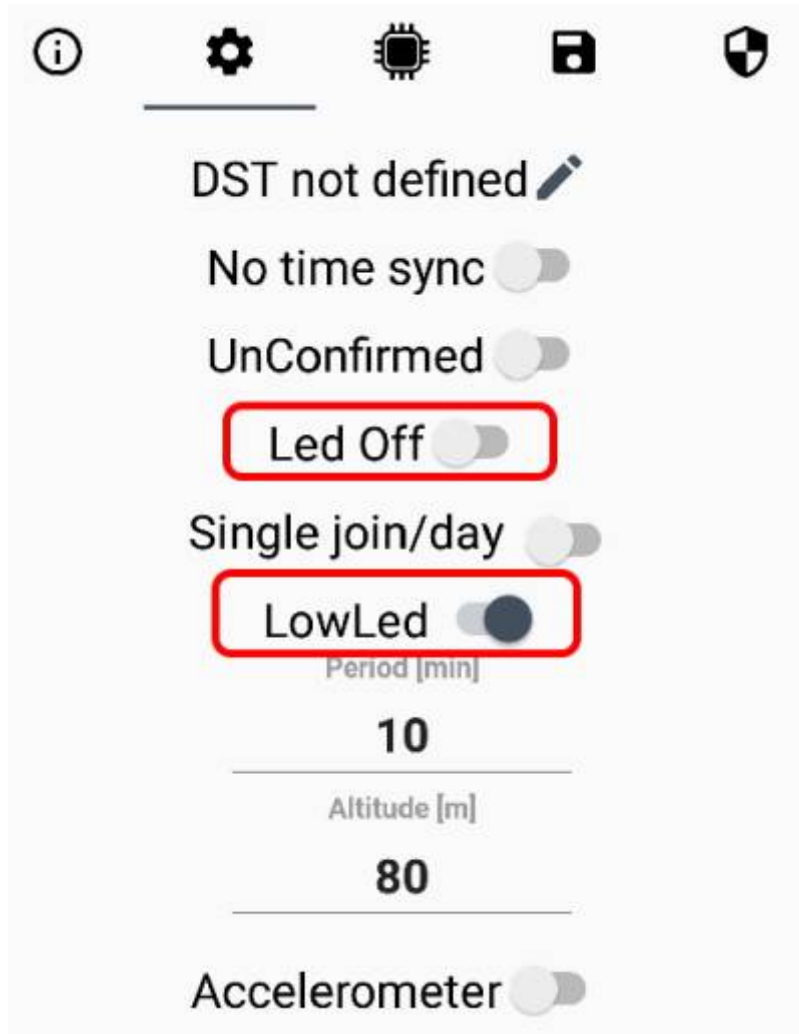 DST not defined
No time sync
UnConfirmed
Led Off
Single join/day
LowLed
Period [min]
10
Altitude [m]
80
Accelerometer